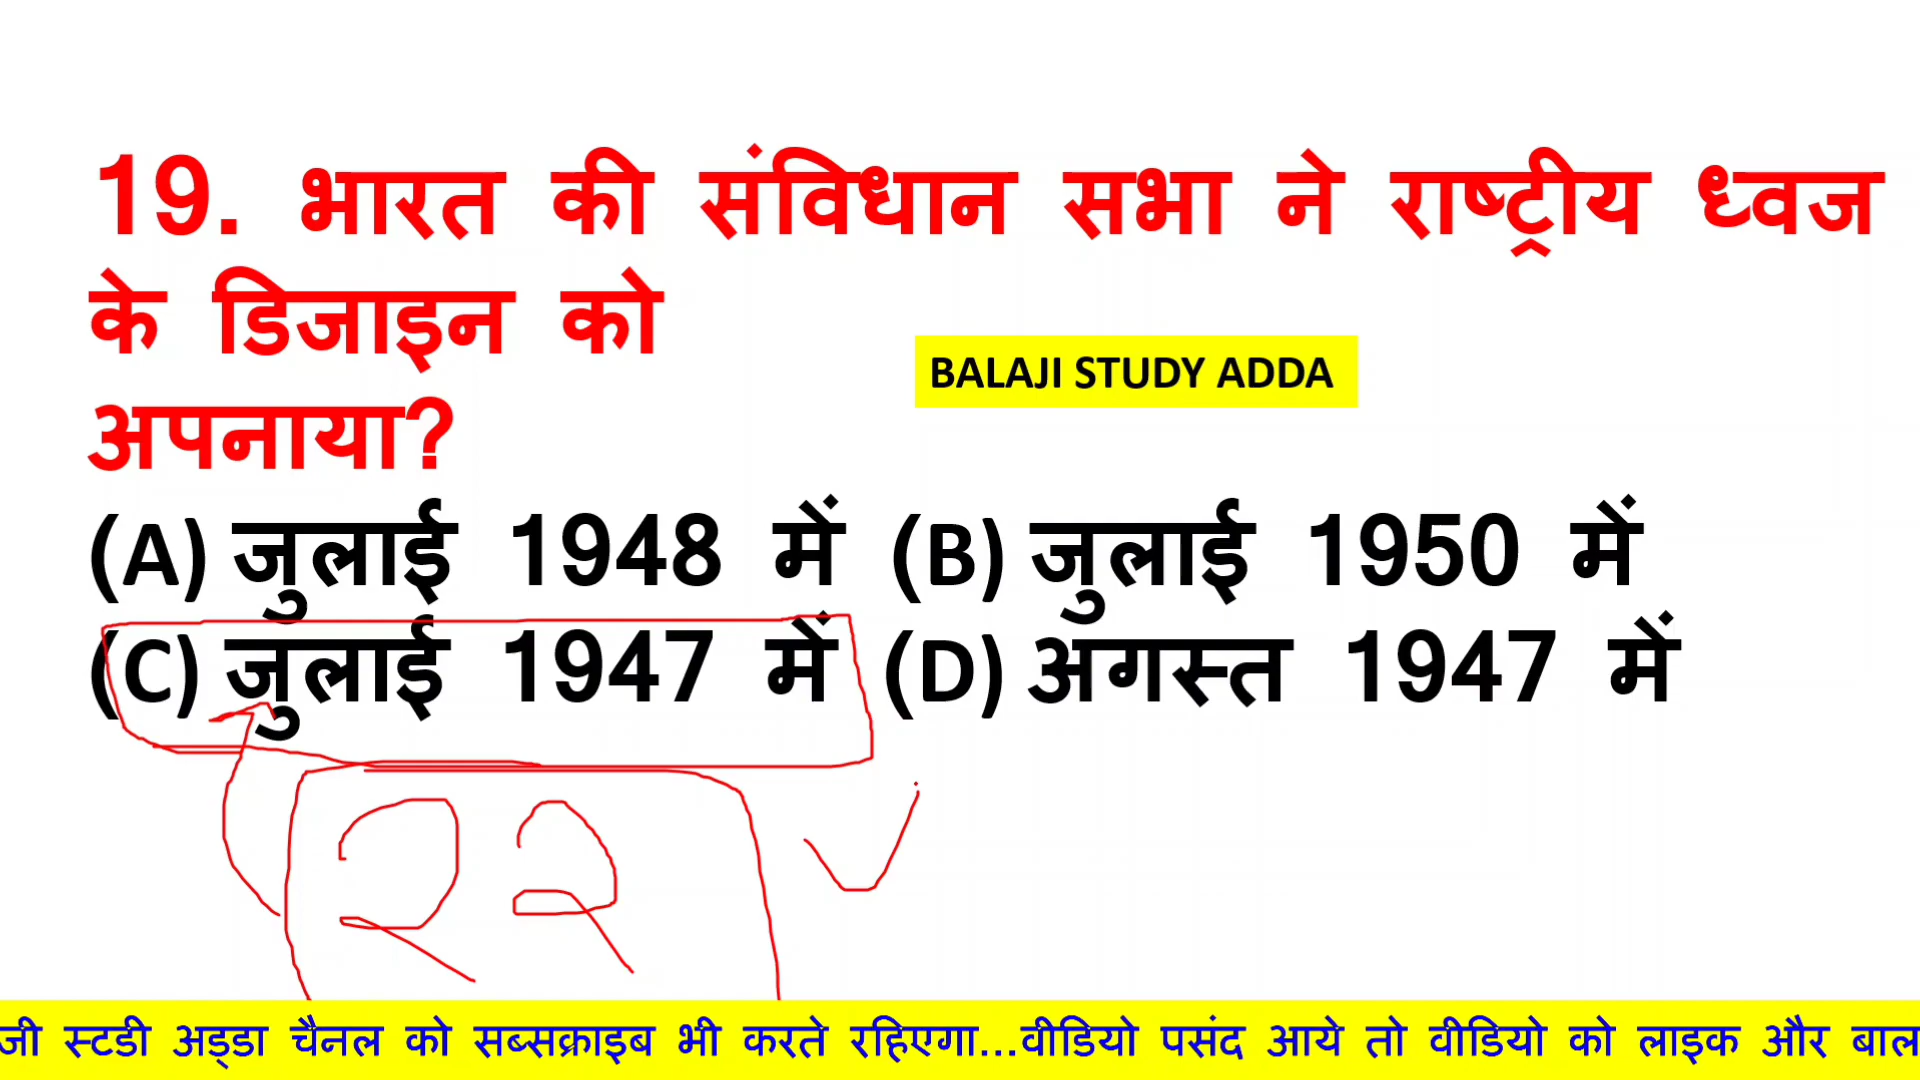 19. भारत की संविधान सभा ने राष्ट्रीय ध्वज
के डिजाइन को
BALAJI STUDY ADDA
अपनाया?
(A) जुलाई 1948 में (B) जुलाई 1950 में
(C) जुलाई 1947 में (D) अगस्त 1947 में
22
जी स्टडी अड्डा चैनल को सब्सक्राइब भी करते रहिएगा...वीडियो पसंद आये तो वीडियो को लाइक और बाल